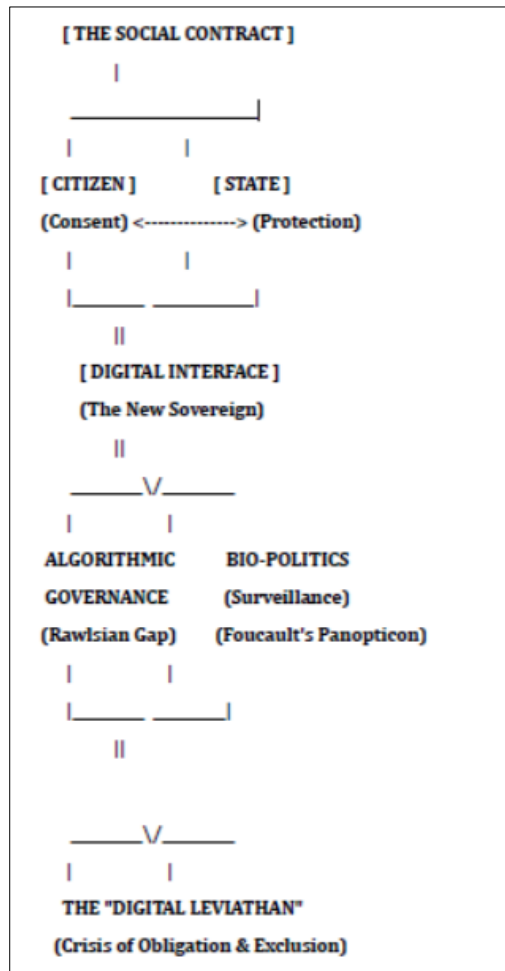 [ THE SOCIAL CONTRACT ]
[ CITIZEN ] [ STATE ]
(Consent) <--------------> (Protection)
[ DIGITAL INTERFACE ]
(The New Sovereign)
ALGORITHMIC BIO-POLITICS
GOVERNANCE (Surveillance)
(Rawlsian Gap) (Foucault's Panopticon)
THE "DIGITAL LEVIATHAN"
(Crisis of Obligation & Exclusion)